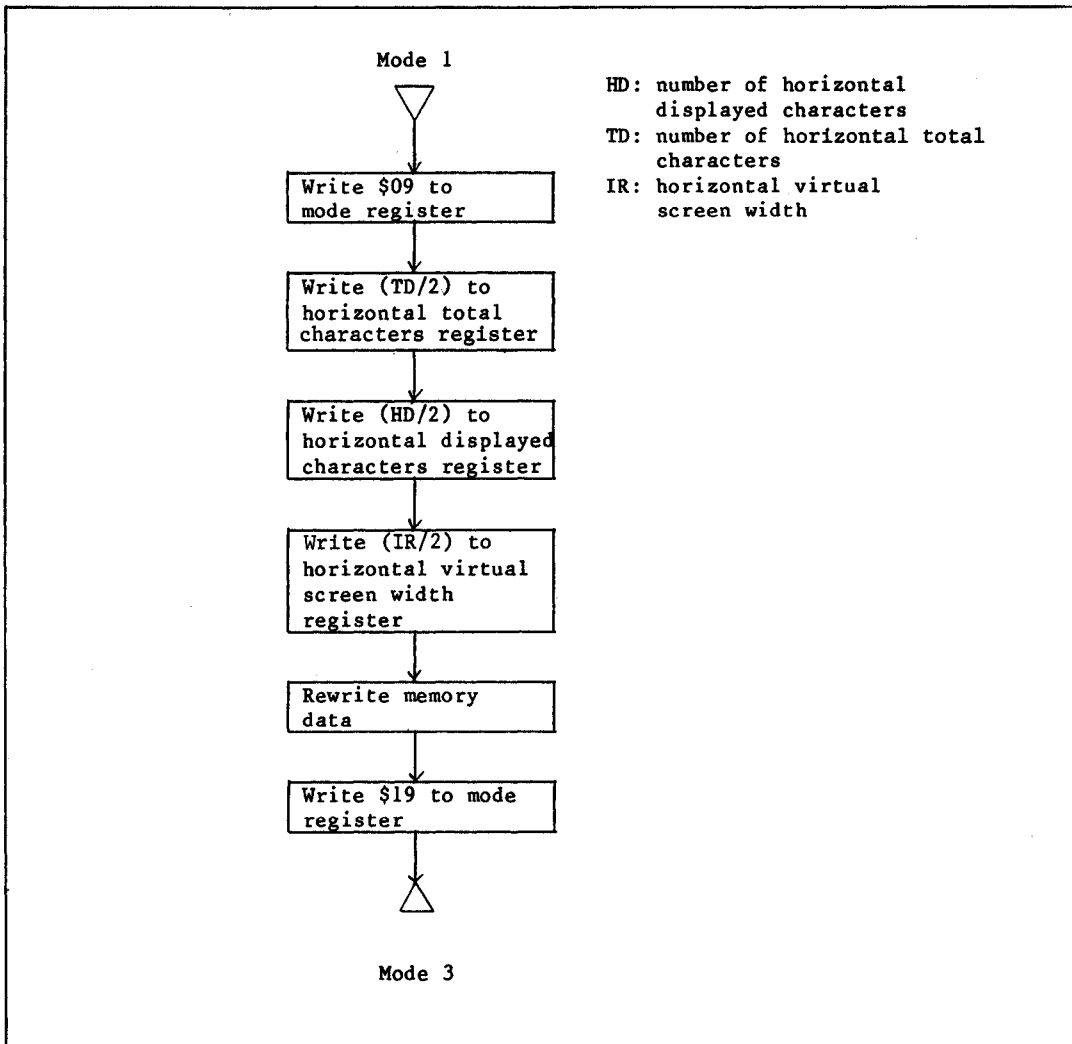 Mode 1
HD: number of horizontal
displayed characters
TD: number of horizontal total
characters
IR: horizontal virtual
screen width
Write $09 to
mode register
Write (TD/2) to
horizontal total
characters register
Write (HD/2) to
horizontal displayed
characters register
Write (IR/2) to
horizontal virtual
screen width
register
Rewrite memory
data
Write $19 to mode
register
Mode 3